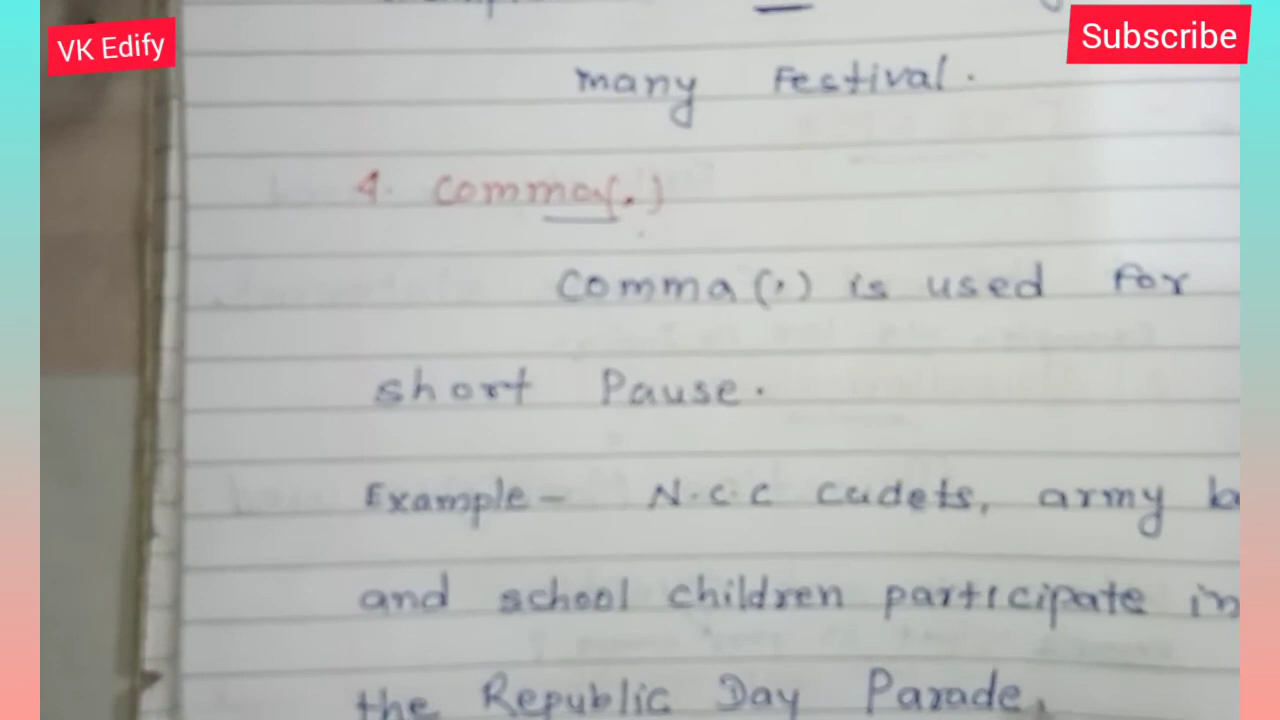 VK Edify
Subscribe
many Festival.
4. Comma(,)
Comma (,) is used for
short Pause.
Example - N.C.C cadets, army
and school children participate in
the Republic Day Parade.